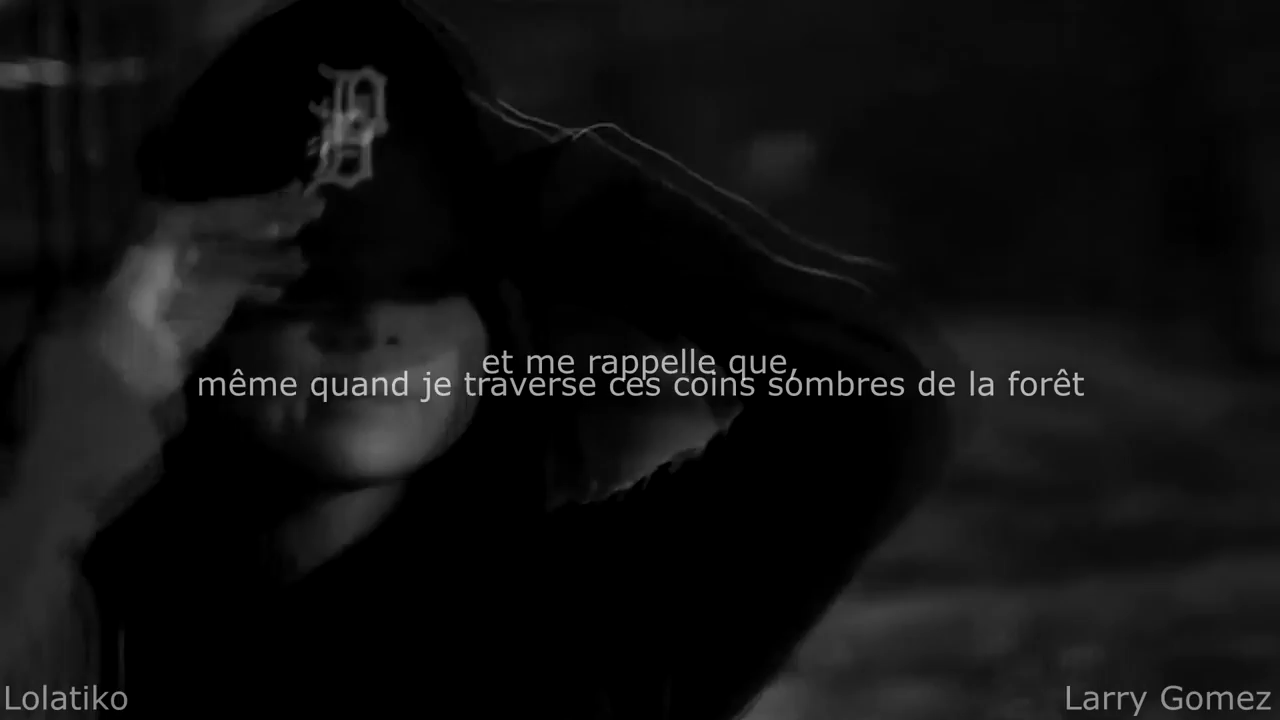 et me rappelle que,
même quand je traverse ces coins sombres de la forêt
Lolatiko
Larry Gomez